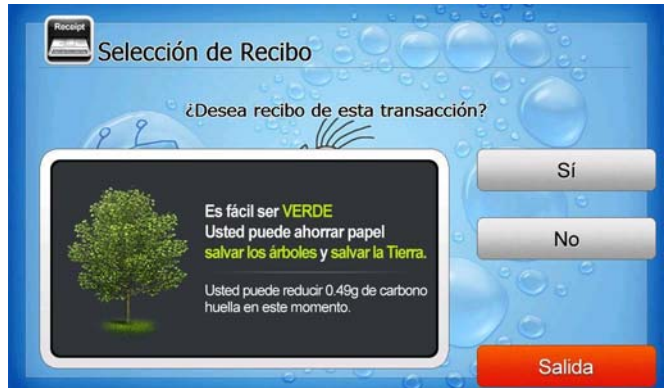 Receipt
Selección de Recibo
¿Desea recibo de esta transacción?
Es fácil ser VERDE
Usted puede ahorrar papel
salvar los árboles y salvar la Tierra.
Usted puede reducir 0.49g de carbono
huella en este momento.
Sí
No
Salida